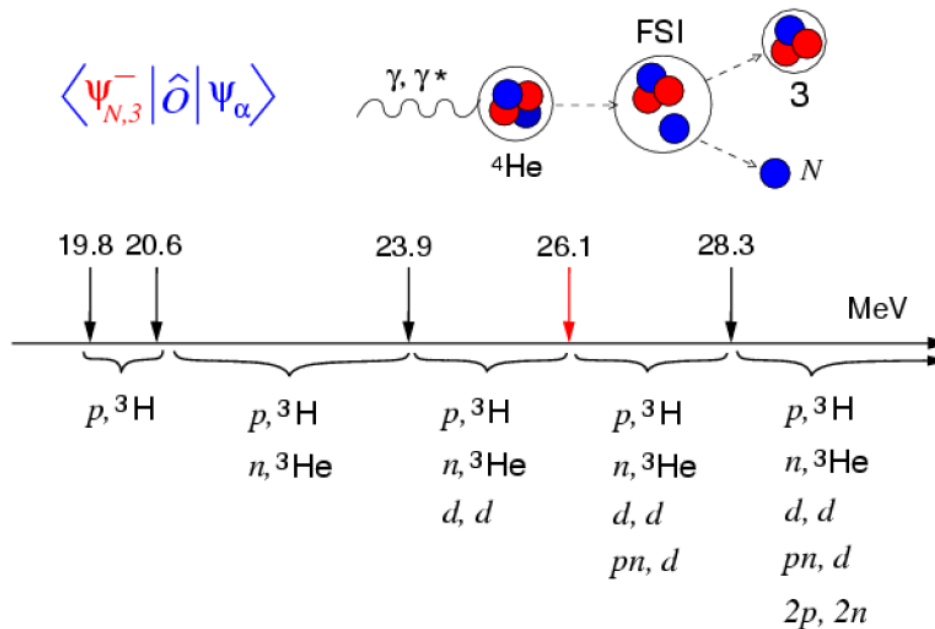 ⟨ψ⁻_{N,3}|Ô|ψ_α⟩
γ, γ*
⁴He
FSI
3
N
19.8 20.6 23.9 26.1 28.3
MeV
p, ³H p, ³H p, ³H p, ³H p, ³H
n, ³He n, ³He n, ³He n, ³He
d, d d, d d, d
pn, d pn, d
2p, 2n